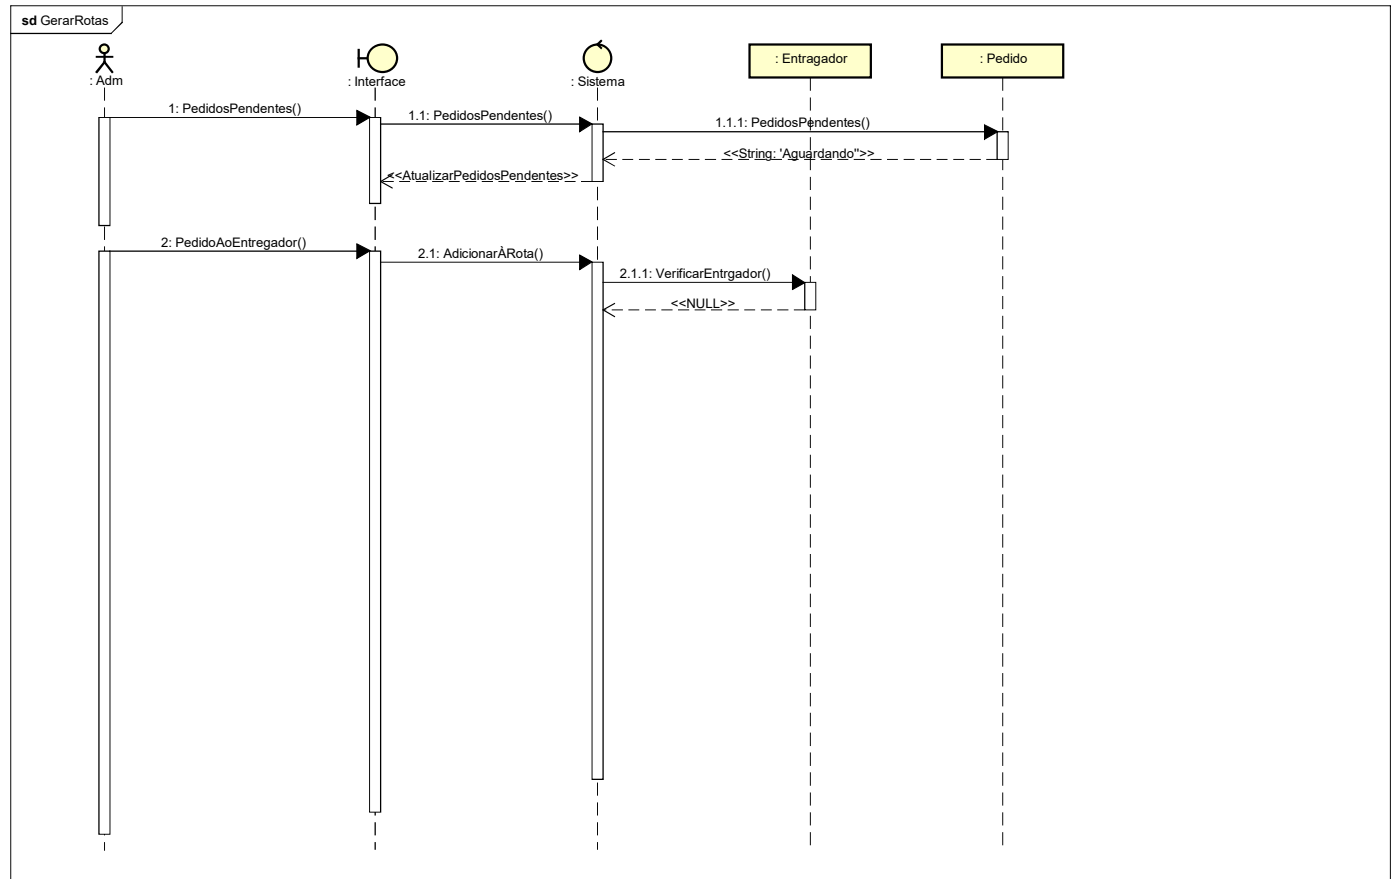 sd GerarRotas
: Adm
: Interface
: Sistema
: Entragador
: Pedido
1: PedidosPendentes()
1.1: PedidosPendentes()
1.1.1: PedidosPendentes()
<<String: 'Aguardando''>>
<<AtualizarPedidosPendentes>>
2: PedidoAoEntregador()
2.1: AdicionarÀRota()
2.1.1: VerificarEntrgador()
<<NULL>>